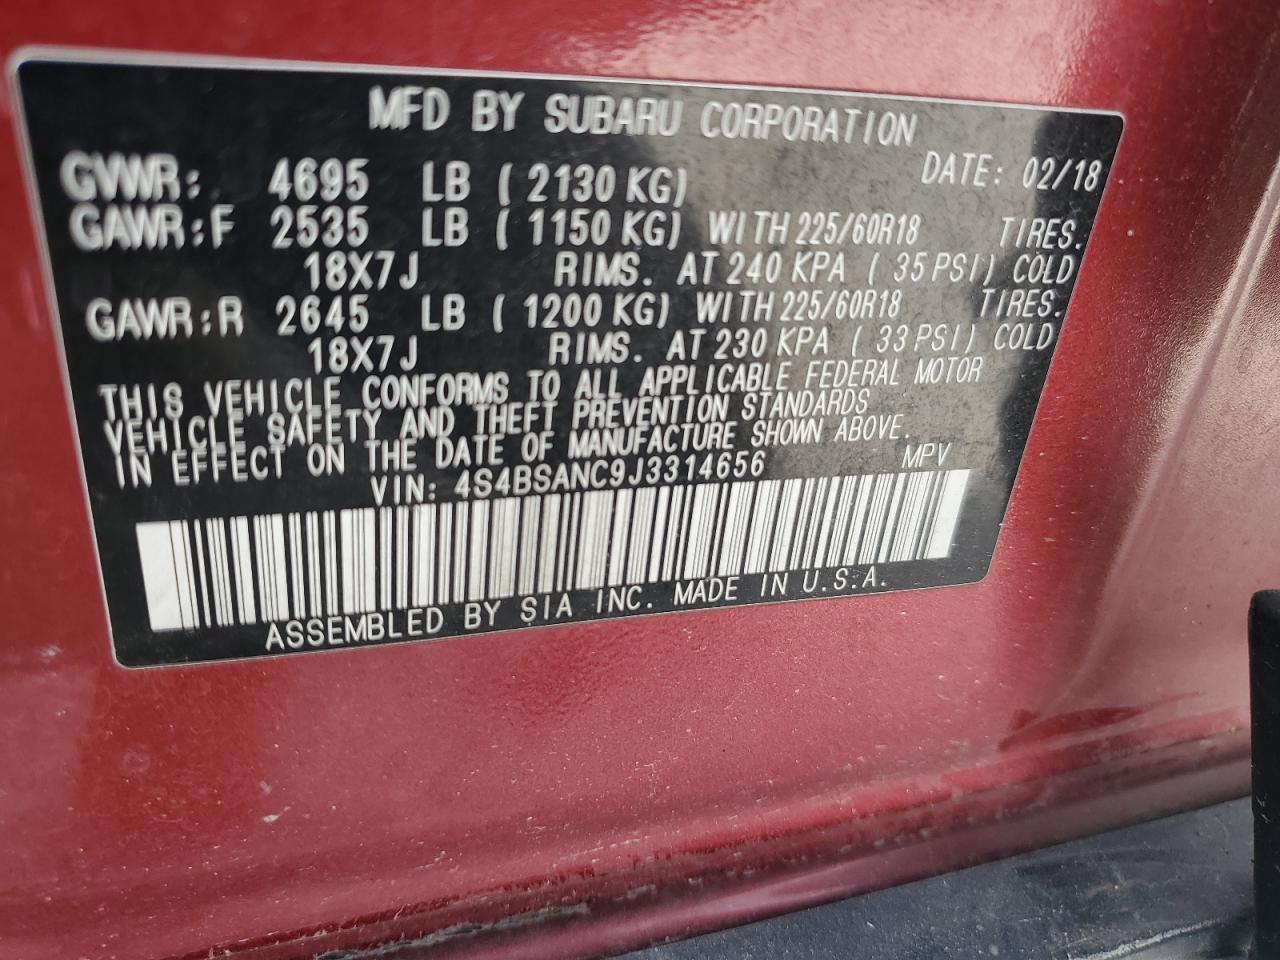 MFD BY SUBARU CORPORATION
DATE: 02/18
GVWR: 4695 LB ( 2130 KG)
GAWR:F 2535 LB ( 1150 KG) WITH 225/60R18 TIRES.
18X7J RIMS. AT 240 KPA ( 35 PSI) COLD
GAWR:R 2645 LB ( 1200 KG) WITH 225/60R18 TIRES.
18X7J RIMS. AT 230 KPA ( 33 PSI) COLD
THIS VEHICLE CONFORMS TO ALL APPLICABLE FEDERAL MOTOR
VEHICLE SAFETY AND THEFT PREVENTION STANDARDS
IN EFFECT ON THE DATE OF MANUFACTURE SHOWN ABOVE.
VIN: 4S4BSANC9J3314656 MPV
ASSEMBLED BY SIA INC. MADE IN U.S.A.